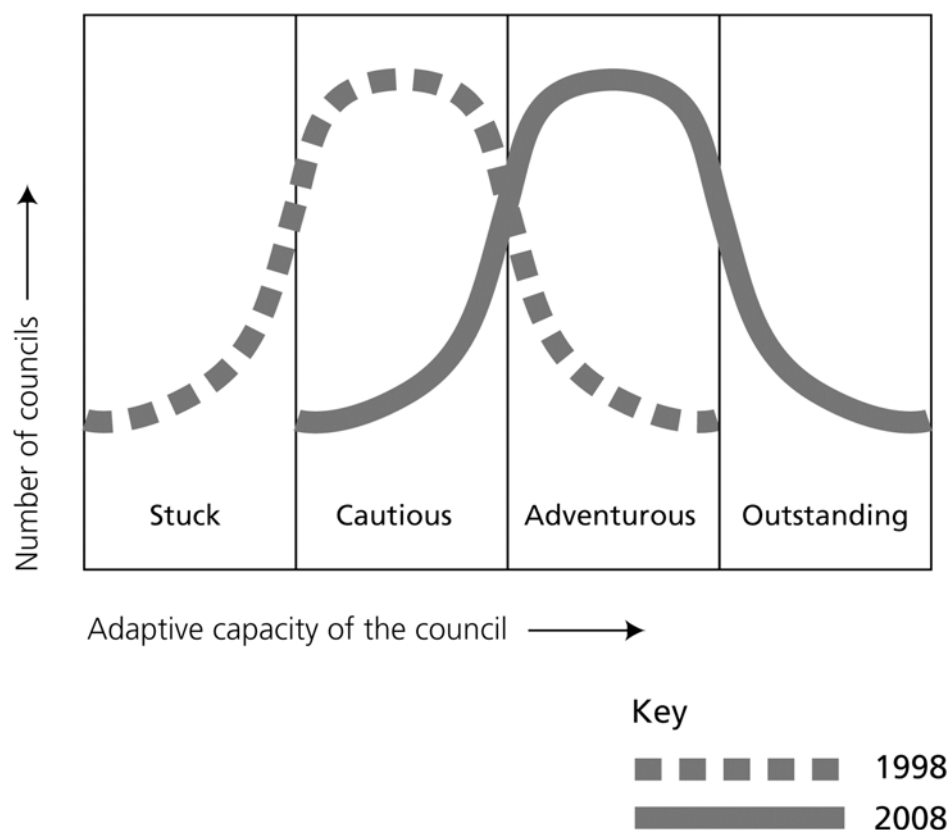 Number of councils
Stuck
Cautious
Adventurous
Outstanding
Adaptive capacity of the council
Key
1998
2008